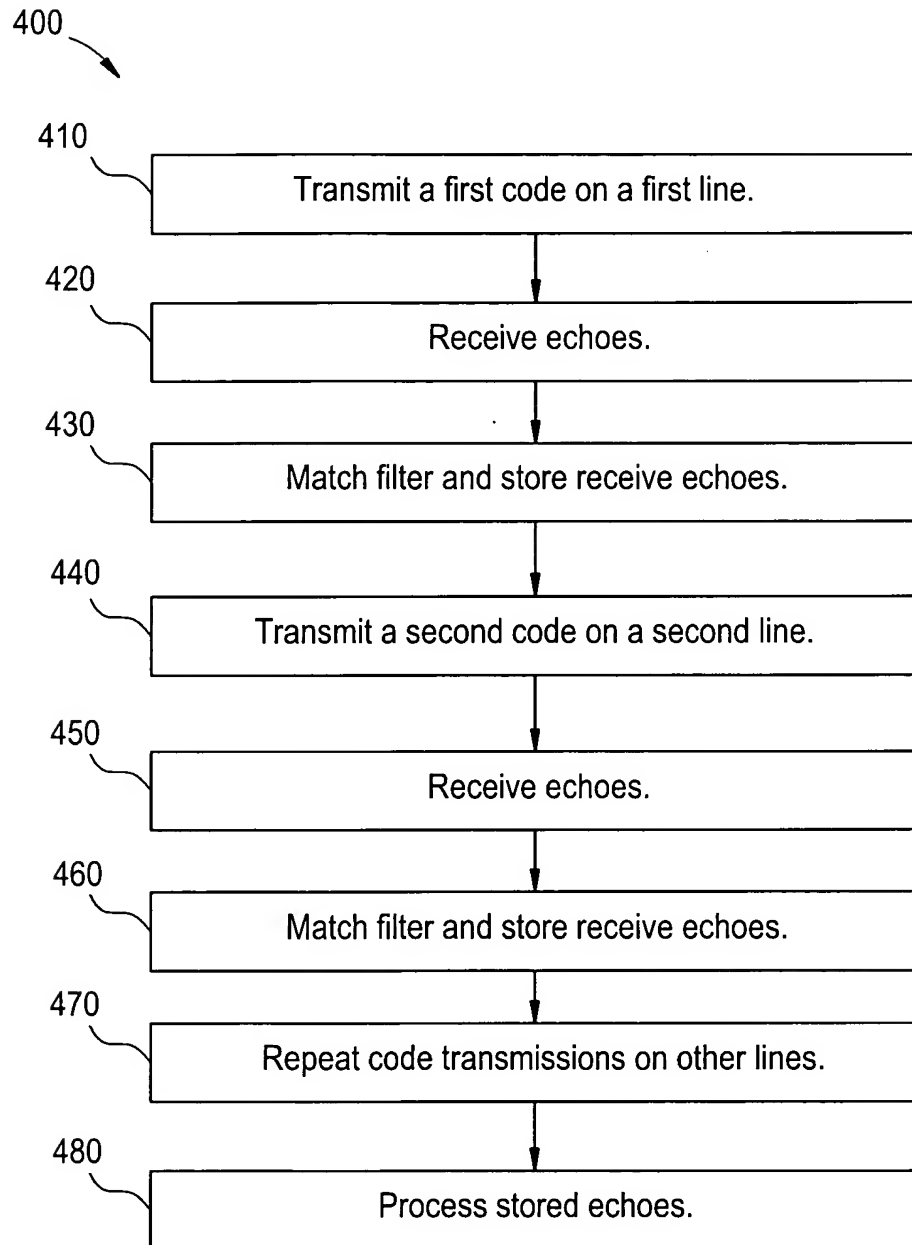 400
410
Transmit a first code on a first line.
420
Receive echoes.
430
Match filter and store receive echoes.
440
Transmit a second code on a second line.
450
Receive echoes.
460
Match filter and store receive echoes.
470
Repeat code transmissions on other lines.
480
Process stored echoes.